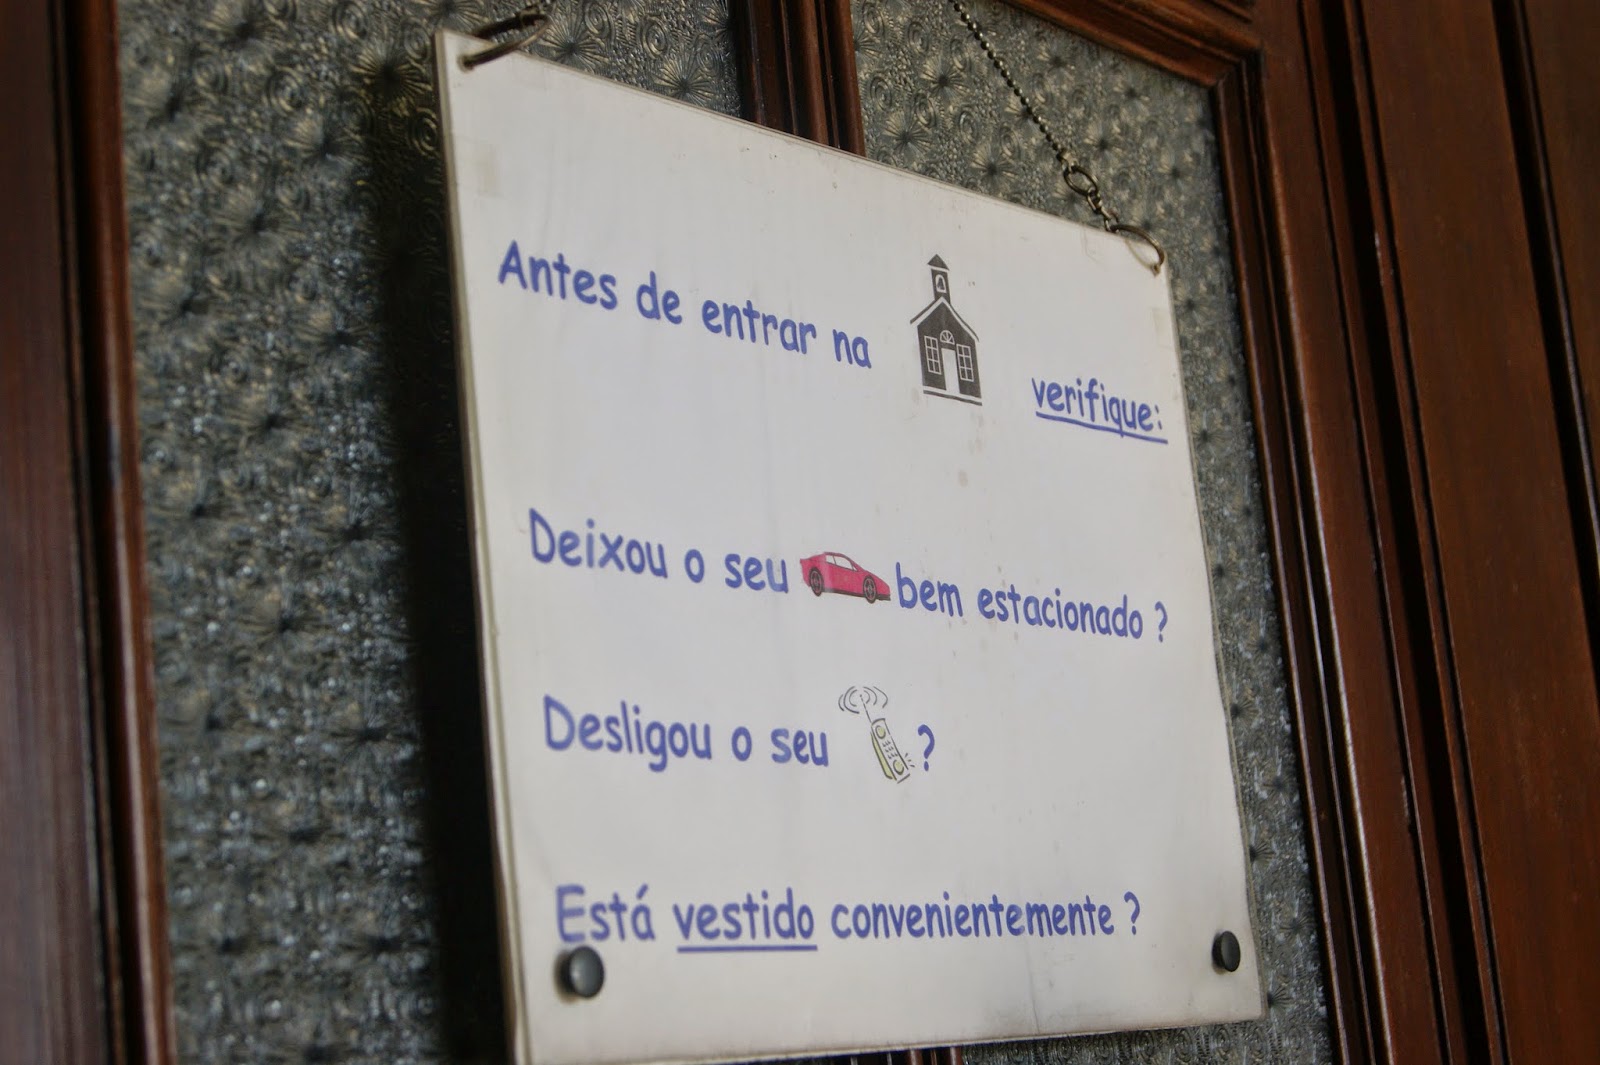 Antes de entrar na verifique:
Deixou o seu bem estacionado ?
Desligou o seu ?
Está vestido convenientemente ?